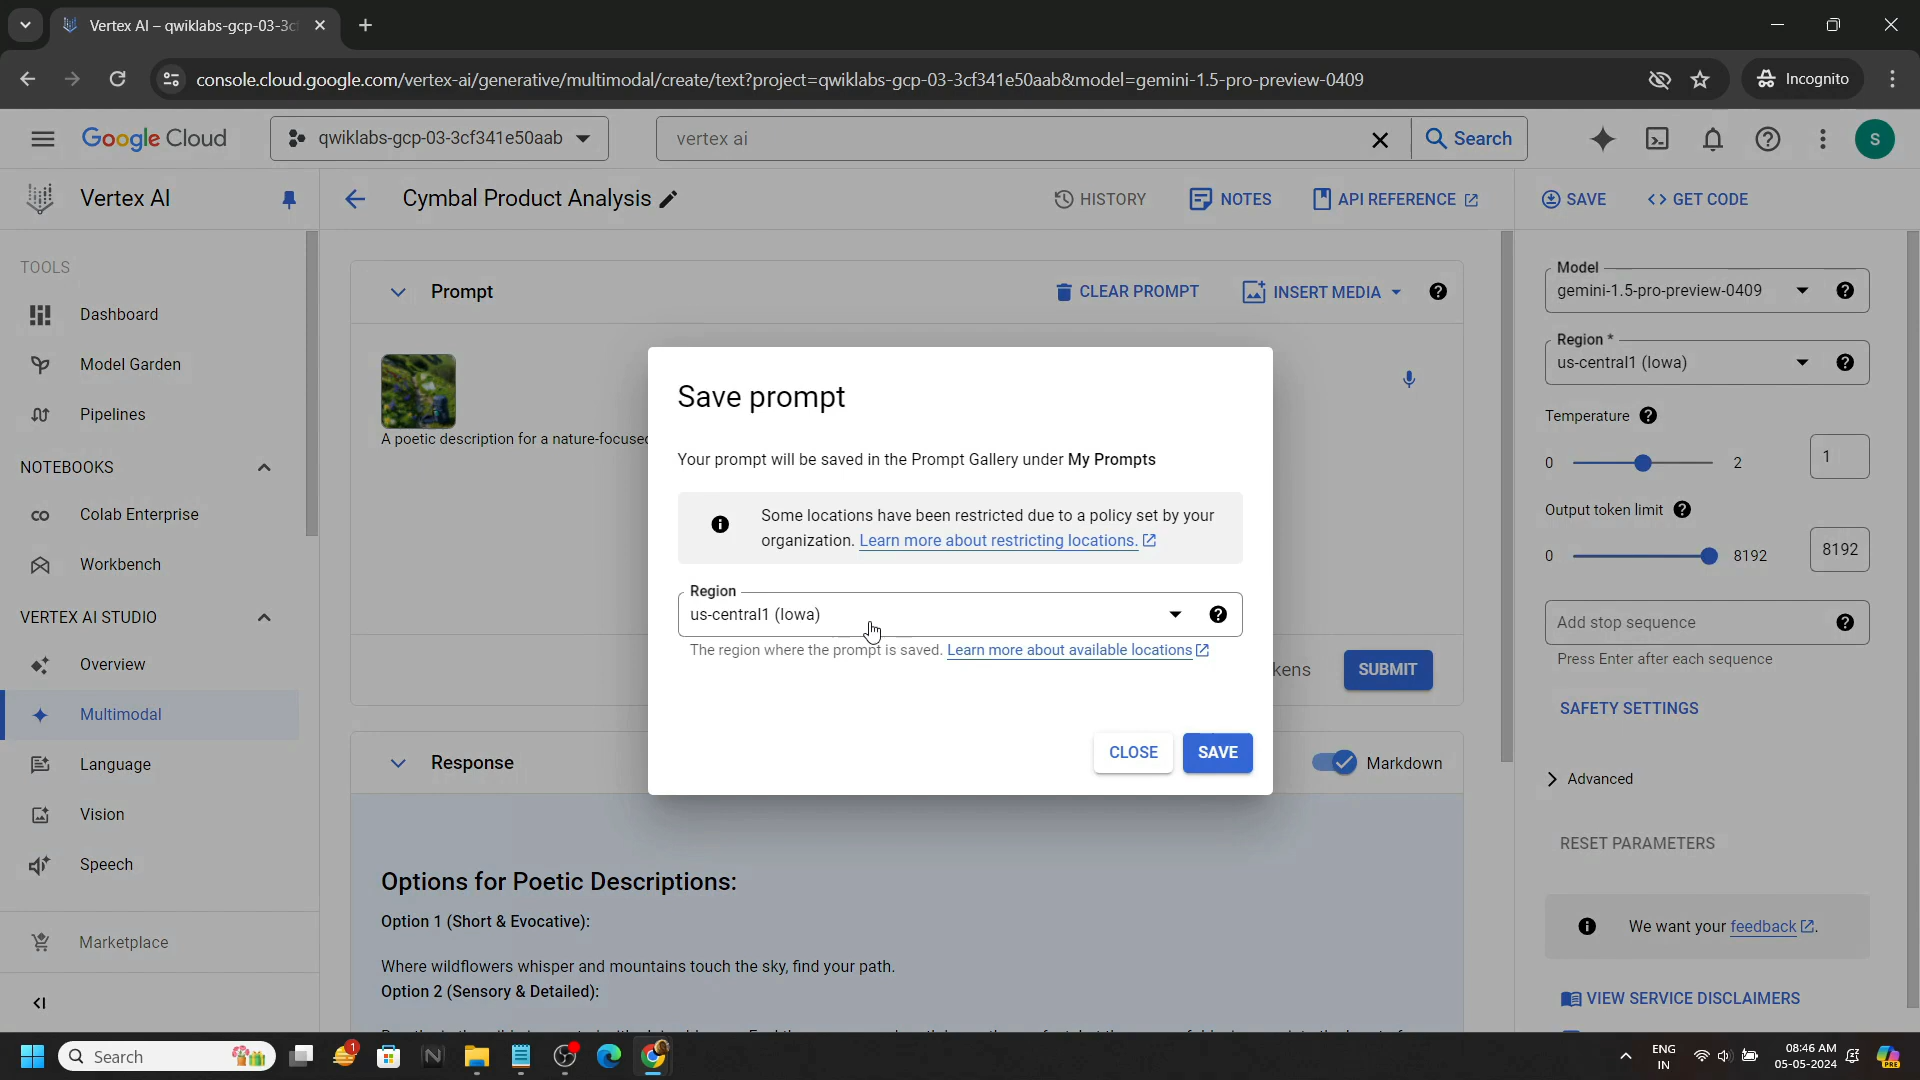 Vertex AI – qwiklabs-gcp-03-3c
console.cloud.google.com/vertex-ai/generative/multimodal/create/text?project=qwiklabs-gcp-03-3cf341e50aab&model=gemini-1.5-pro-preview-0409
Incognito
Google Cloud
qwiklabs-gcp-03-3cf341e50aab
vertex ai
Search
S
Vertex AI
Cymbal Product Analysis
HISTORY
NOTES
API REFERENCE
SAVE
GET CODE
TOOLS
Dashboard
Model Garden
Pipelines
NOTEBOOKS
Colab Enterprise
Workbench
VERTEX AI STUDIO
Overview
Multimodal
Language
Vision
Speech
Marketplace
Prompt
CLEAR PROMPT
INSERT MEDIA
A poetic description for a nature-focused
kens
SUBMIT
Save prompt
Your prompt will be saved in the Prompt Gallery under My Prompts
Some locations have been restricted due to a policy set by your
organization. Learn more about restricting locations.
Region
us-central1 (Iowa)
The region where the prompt is saved. Learn more about available locations
CLOSE
SAVE
Response
Markdown
Options for Poetic Descriptions:
Option 1 (Short & Evocative):
Where wildflowers whisper and mountains touch the sky, find your path.
Option 2 (Sensory & Detailed):
Model
gemini-1.5-pro-preview-0409
Region *
us-central1 (Iowa)
Temperature
0
2
1
Output token limit
0
8192
8192
Add stop sequence
Press Enter after each sequence
SAFETY SETTINGS
Advanced
RESET PARAMETERS
We want your feedback.
VIEW SERVICE DISCLAIMERS
Search
1
ENG
IN
08:46 AM
05-05-2024
PRE